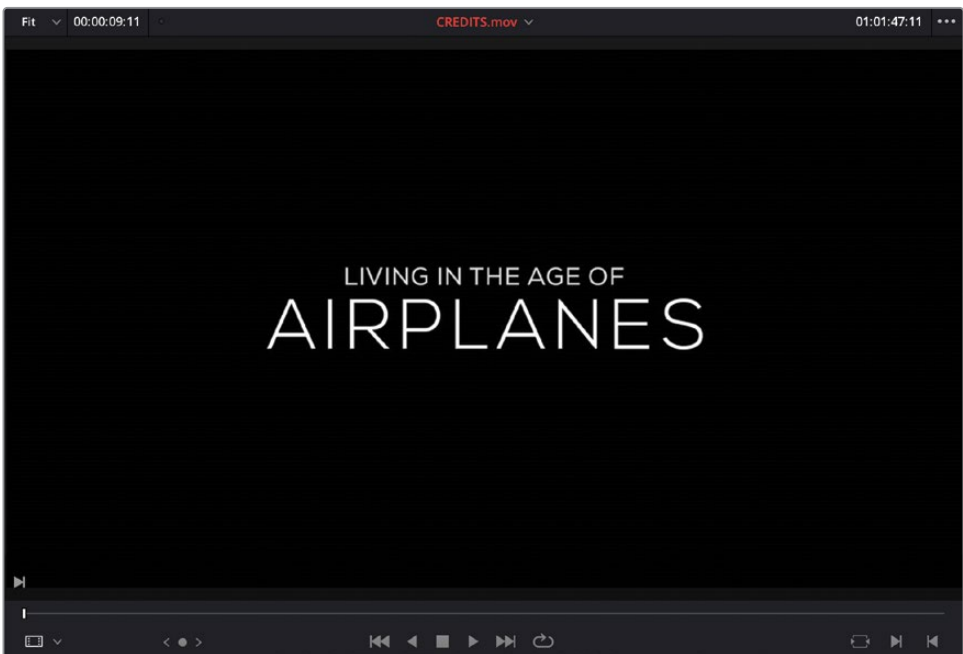 Fit 00:00:09:11 CREDITS.mov 01:01:47:11
LIVING IN THE AGE OF
AIRPLANES